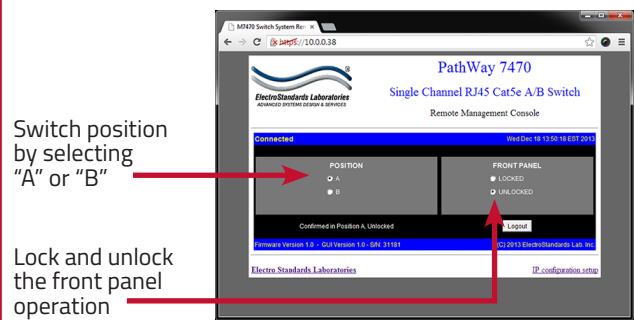 M7470 Switch System Rem
https://10.0.0.38
ElectroStandards Laboratories
ADVANCED SYSTEMS DESIGN & SERVICES
PathWay 7470
Single Channel RJ45 Cat5e A/B Switch
Remote Management Console
Connected
Wed Dec 18 13:50:18 EST 2013
Switch position
by selecting
"A" or "B"
POSITION
A
B
FRONT PANEL
LOCKED
UNLOCKED
Confirmed in Position A, Unlocked
Logout
Firmware Version 1.0 - GUI Version 1.0 - S/N: 31181
(C) 2013 ElectroStandards Lab. Inc.
Lock and unlock
the front panel
operation
Electro Standards Laboratories
IP configuration setup